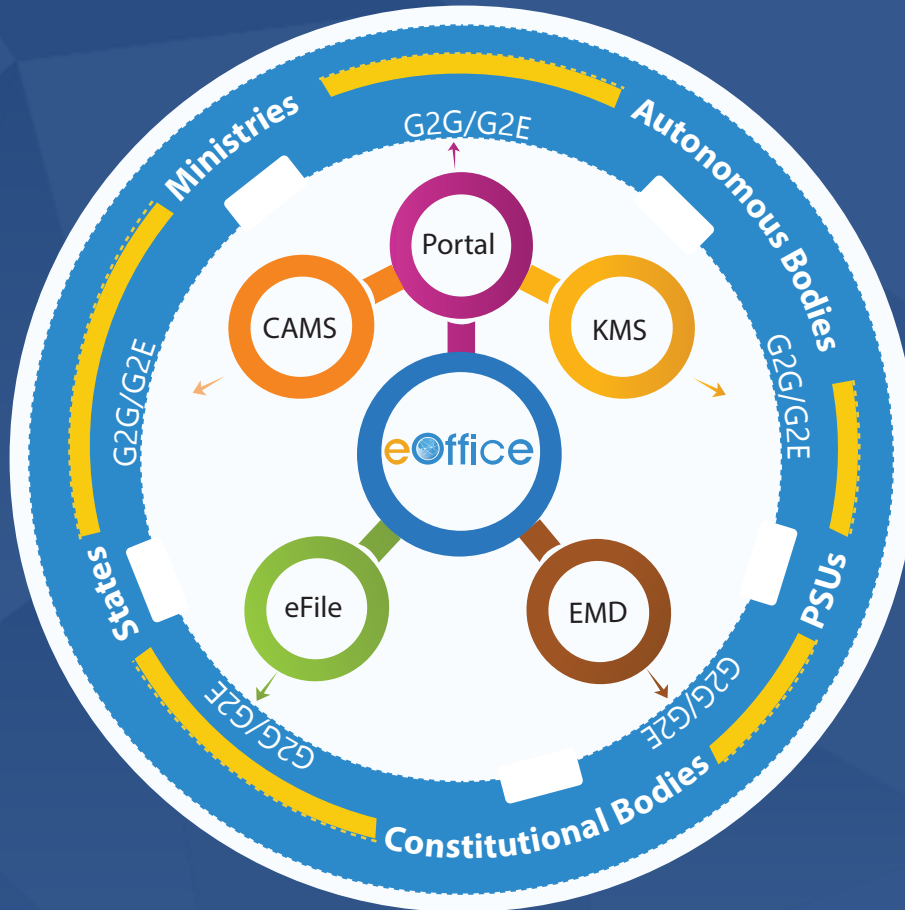 Ministries
Autonomous Bodies
G2G/G2E
Portal
CAMS
KMS
G2G/G2E
G2G/G2E
eOffice
States
PSUs
eFile
EMD
G2G/G2E
G2G/G2E
Constitutional Bodies